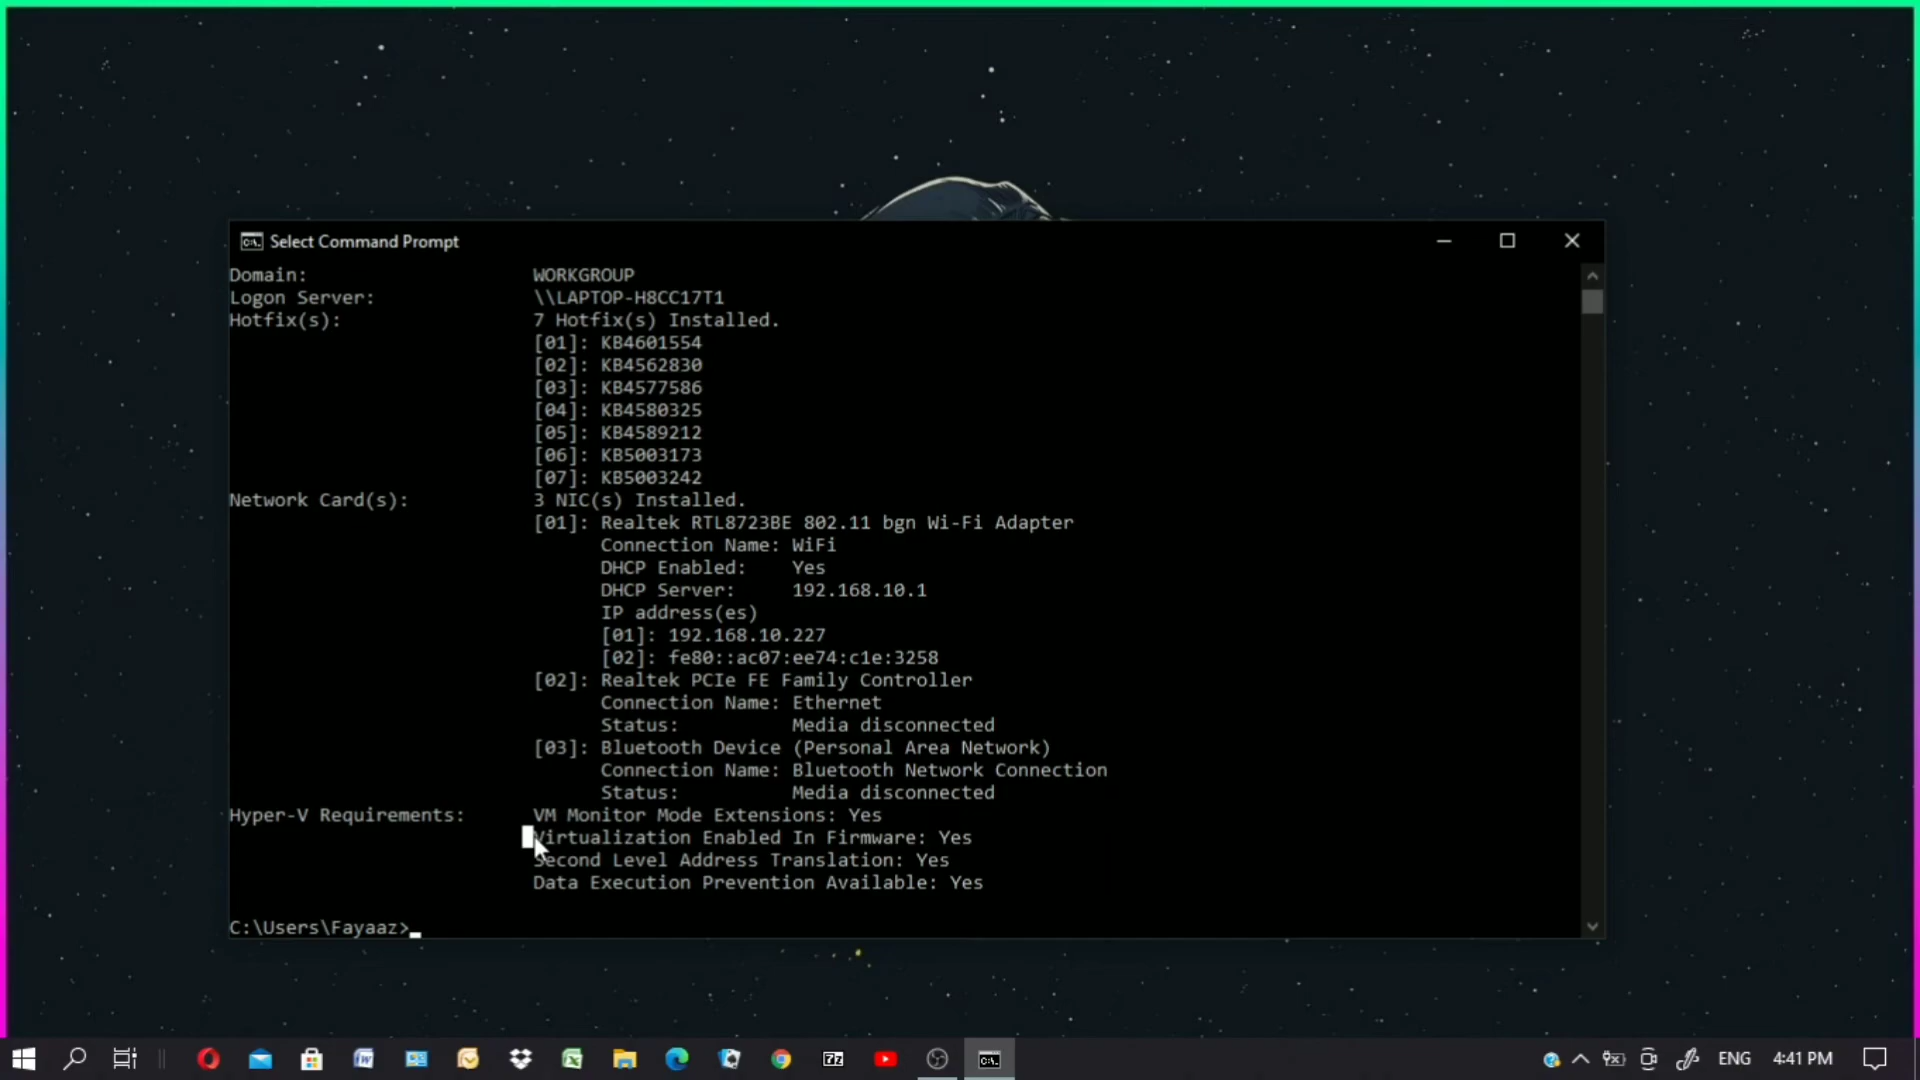 Select Command Prompt
Domain: WORKGROUP
Logon Server: \\LAPTOP-H8CC17T1
Hotfix(s): 7 Hotfix(s) Installed.
[01]: KB4601554
[02]: KB4562830
[03]: KB4577586
[04]: KB4580325
[05]: KB4589212
[06]: KB5003173
[07]: KB5003242
Network Card(s): 3 NIC(s) Installed.
[01]: Realtek RTL8723BE 802.11 bgn Wi-Fi Adapter
Connection Name: WiFi
DHCP Enabled: Yes
DHCP Server: 192.168.10.1
IP address(es)
[01]: 192.168.10.227
[02]: fe80::ac07:ee74:c1e:3258
[02]: Realtek PCIe FE Family Controller
Connection Name: Ethernet
Status: Media disconnected
[03]: Bluetooth Device (Personal Area Network)
Connection Name: Bluetooth Network Connection
Status: Media disconnected
Hyper-V Requirements: VM Monitor Mode Extensions: Yes
Virtualization Enabled In Firmware: Yes
Second Level Address Translation: Yes
Data Execution Prevention Available: Yes
C:\Users\Fayaaz>
7z
ENG 4:41 PM